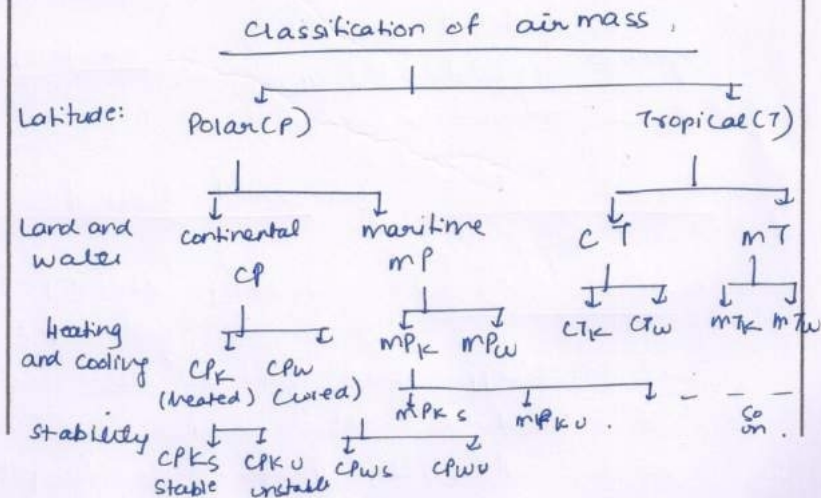 Classification of air mass.
Latitude: Polar(P) Tropical(T)
Land and water continental CP maritime mP CT mT
Heating and cooling CPK (heated) CPW mPK mPW CTK CTW mTK mTW
Stability CPKS stable CPKU unstable CPWS CPWU mPKS mPKU. so on.